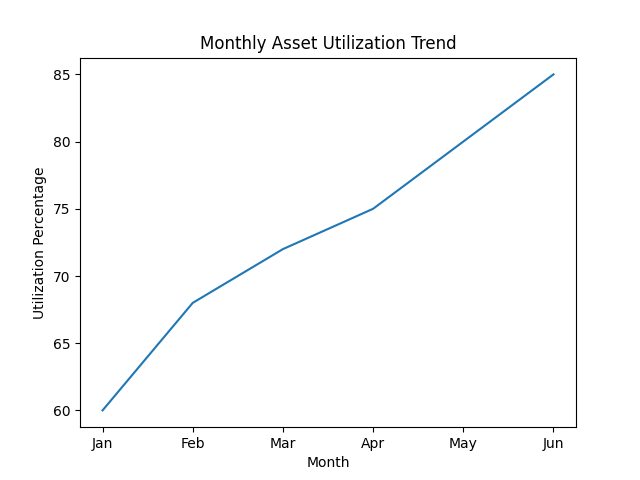 Monthly Asset Utilization Trend
85
80
75
70
65
60
Utilization Percentage
Jan Feb Mar Apr May Jun
Month